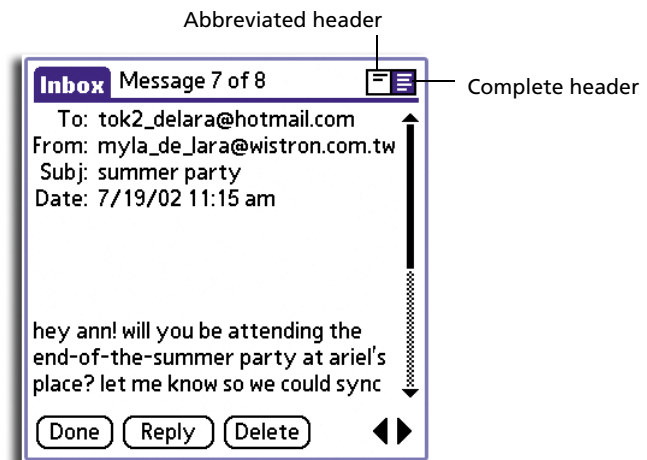 Abbreviated header
Inbox Message 7 of 8
Complete header
To: tok2_delara@hotmail.com
From: myla_de_lara@wistron.com.tw
Subj: summer party
Date: 7/19/02 11:15 am
hey ann! will you be attending the
end-of-the-summer party at ariel's
place? let me know so we could sync
Done Reply Delete